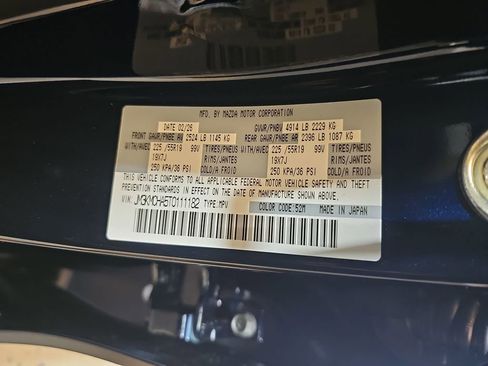 MFD. BY MAZDA MOTOR CORPORATION
DATE 02/26 GVWR/PNBV 4914 LB 2229 KG
FRONT GAWR/PNBE AV 2524 LB 1145 KG REAR GAWR/PNBE AR 2396 LB 1087 KG
WITH/AVEC 225 /55R19 99V TIRES/PNEUS WITH/AVEC 225 /55R19 99V TIRES/PNEUS
19X7J RIMS/JANTES 19X7J RIMS/JANTES
250 KPA/36 PSI COLD/A FROID 250 KPA/36 PSI COLD/A FROID
THIS VEHICLE CONFORMS TO ALL APPLICABLE FEDERAL MOTOR VEHICLE SAFETY AND THEFT
PREVENTION STANDARDS IN EFFECT ON THE DATE OF MANUFACTURE SHOWN ABOVE.
VIN: TYPE:MPV COLOR CODE:52M MADE IN JAPAN